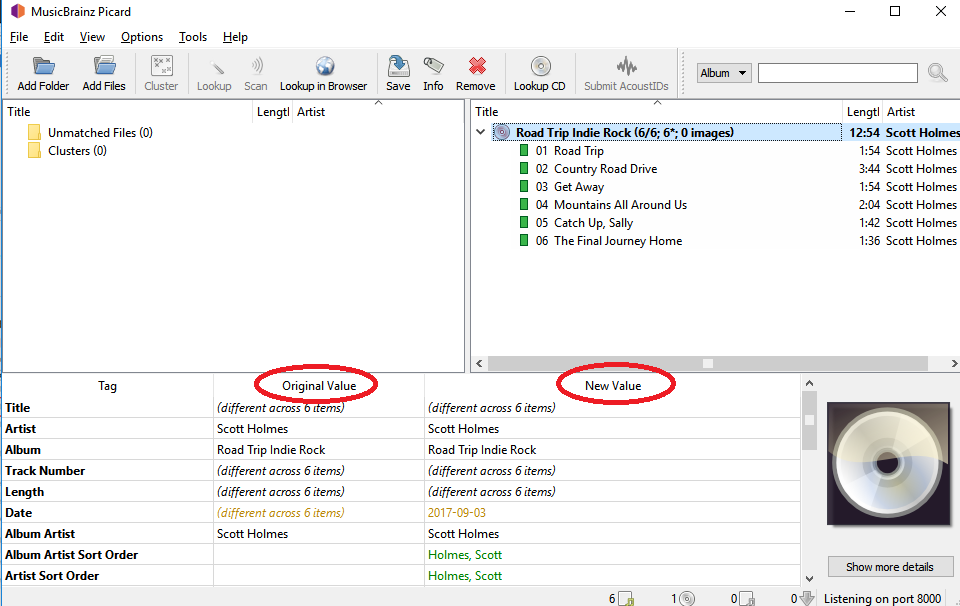 MusicBrainz Picard
File Edit View Options Tools Help
Add Folder Add Files Cluster Lookup Scan Lookup in Browser Save Info Remove Lookup CD Submit AcoustIDs Album
Title Lengtl Artist
Unmatched Files (0)
Clusters (0)
Title Lengtl Artist
Road Trip Indie Rock (6/6; 6*; 0 images) 12:54 Scott Holmes
01 Road Trip 1:54 Scott Holmes
02 Country Road Drive 3:44 Scott Holmes
03 Get Away 1:54 Scott Holmes
04 Mountains All Around Us 2:04 Scott Holmes
05 Catch Up, Sally 1:42 Scott Holmes
06 The Final Journey Home 1:36 Scott Holmes
Tag Original Value New Value
Title (different across 6 items) (different across 6 items)
Artist Scott Holmes Scott Holmes
Album Road Trip Indie Rock Road Trip Indie Rock
Track Number (different across 6 items) (different across 6 items)
Length (different across 6 items) (different across 6 items)
Date (different across 6 items) 2017-09-03
Album Artist Scott Holmes Scott Holmes
Album Artist Sort Order Holmes, Scott
Artist Sort Order Holmes, Scott
Show more details
6 1 0 0 Listening on port 8000